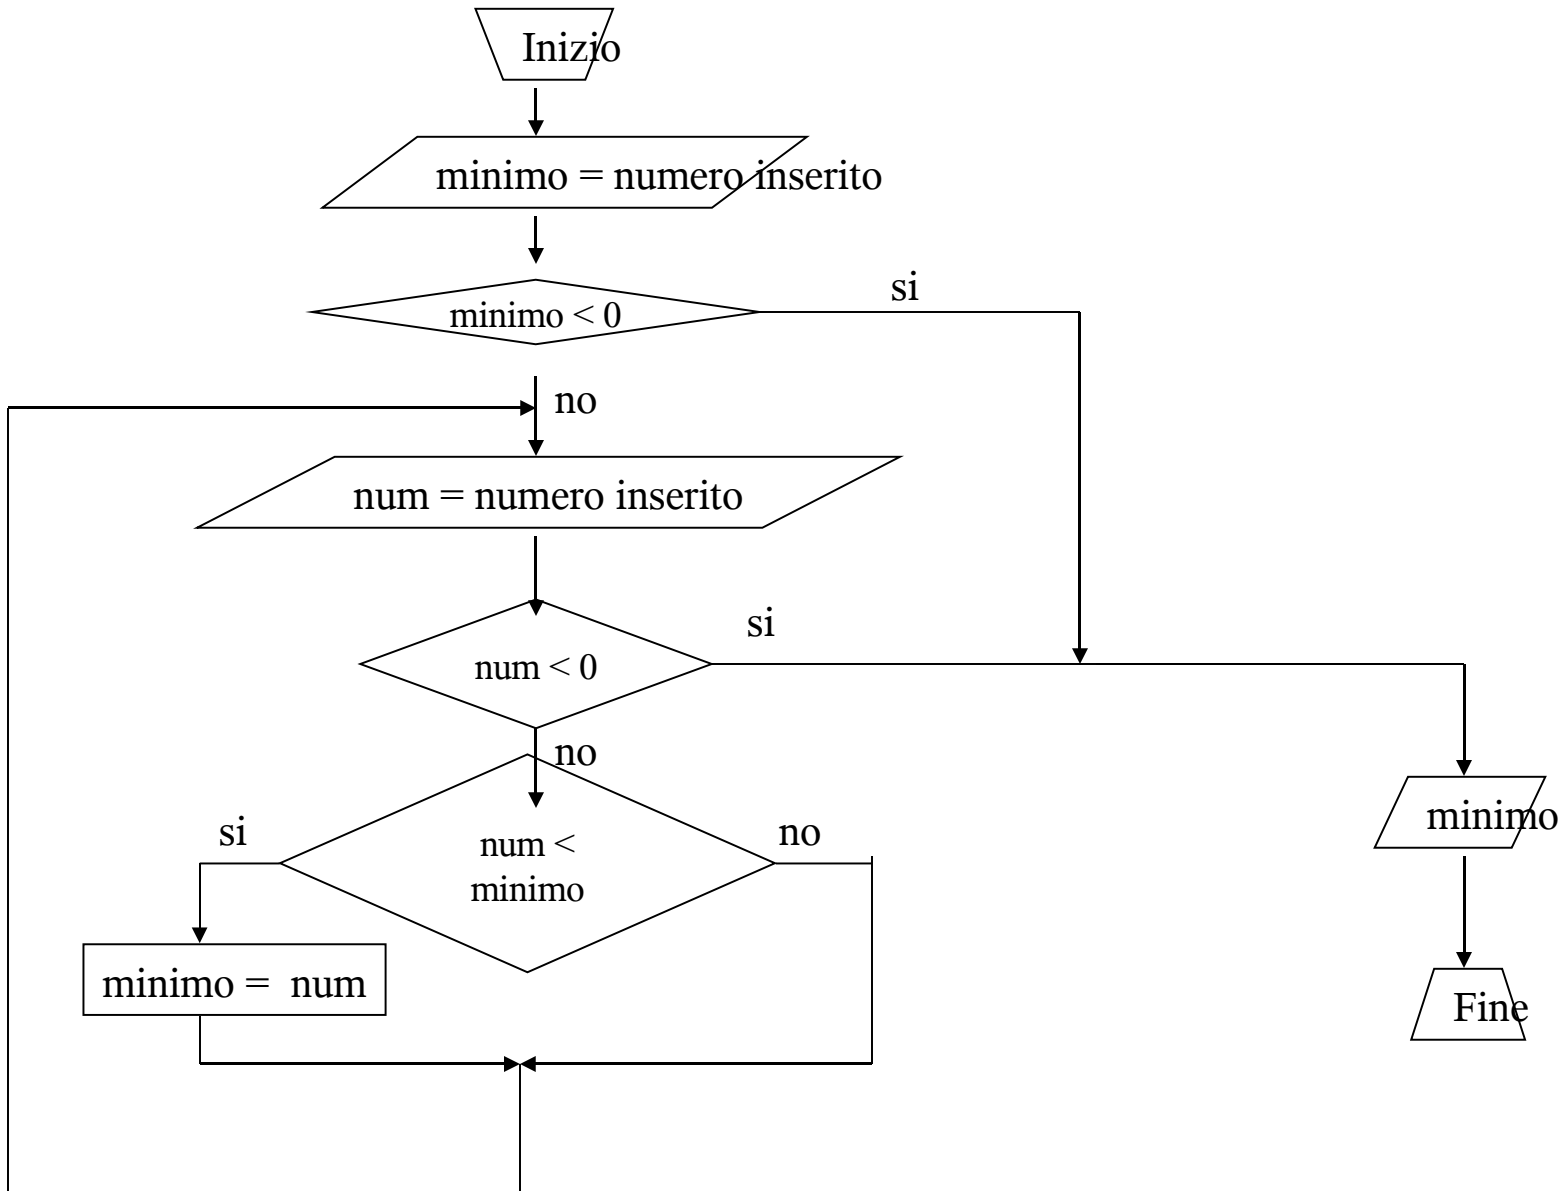 Inizio
minimo = numero inserito
si
minimo < 0
no
num = numero inserito
si
num < 0
no
si
no
num <
minimo
minimo
minimo = num
Fine